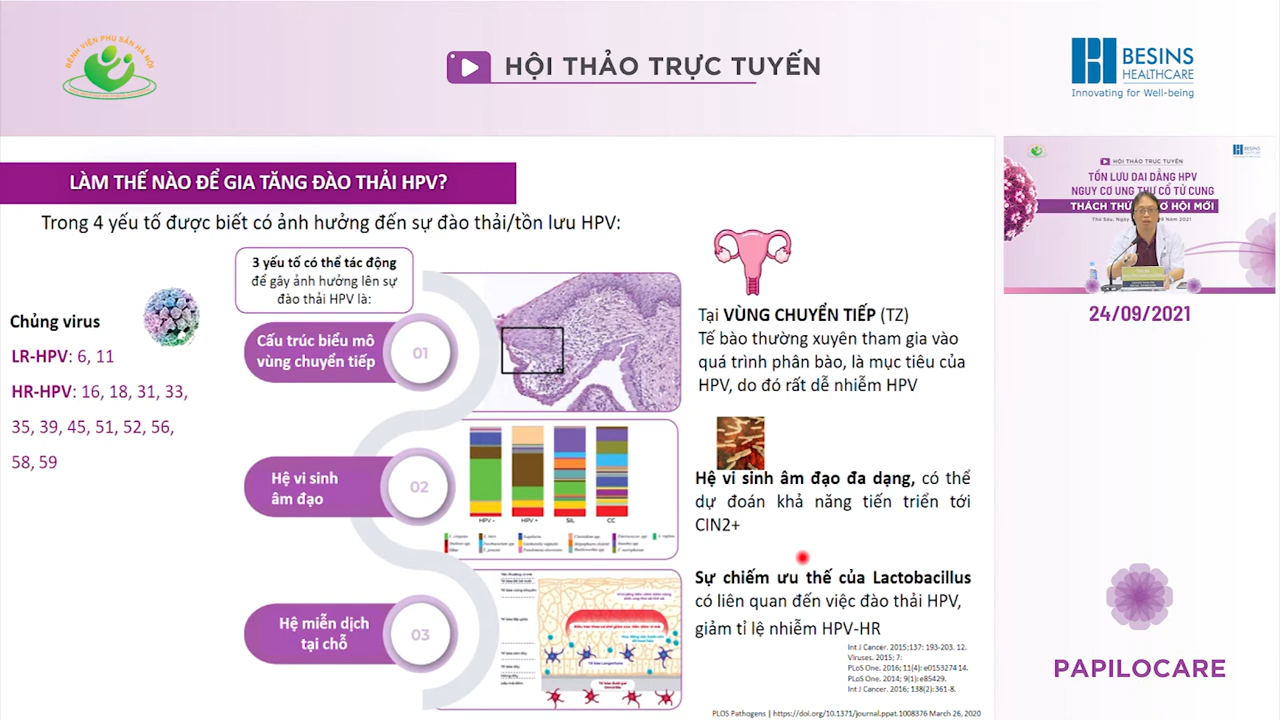 BỆNH VIỆN PHỤ SẢN HÀ NỘI
HỘI THẢO TRỰC TUYẾN
BESINS
HEALTHCARE
Innovating for Well-being
LÀM THẾ NÀO ĐỂ GIA TĂNG ĐÀO THẢI HPV?
Trong 4 yếu tố được biết có ảnh hưởng đến sự đào thải/tồn lưu HPV:
Chủng virus
LR-HPV: 6, 11
HR-HPV: 16, 18, 31, 33,
35, 39, 45, 51, 52, 56,
58, 59
3 yếu tố có thể tác động
để gây ảnh hưởng lên sự
đào thải HPV là:
Cấu trúc biểu mô
vùng chuyển tiếp
01
Hệ vi sinh
âm đạo
02
HPV - HPV + SIL CC
Hệ miễn dịch
tại chỗ
03
Tại VÙNG CHUYỂN TIẾP (TZ)
Tế bào thường xuyên tham gia vào
quá trình phân bào, là mục tiêu của
HPV, do đó rất dễ nhiễm HPV
Hệ vi sinh âm đạo đa dạng, có thể
dự đoán khả năng tiến triển tới
CIN2+
Sự chiếm ưu thế của Lactobacillus
có liên quan đến việc đào thải HPV,
giảm tỉ lệ nhiễm HPV-HR
Int J Cancer. 2015;137: 193-203. 12.
Viruses. 2015; 7:
PLoS One. 2016; 11(4): e0153274 14.
PLoS One. 2014; 9(1): e85429.
Int J Cancer. 2016; 138(2):361-8.
PLOS Pathogens | https://doi.org/10.1371/journal.ppat.1008376 March 26, 2020
HỘI THẢO TRỰC TUYẾN
BESINS
TỒN LƯU DAI DẲNG HPV
NGUY CƠ UNG THƯ CỔ TỬ CUNG
24/09/2021
PAPILOCARE